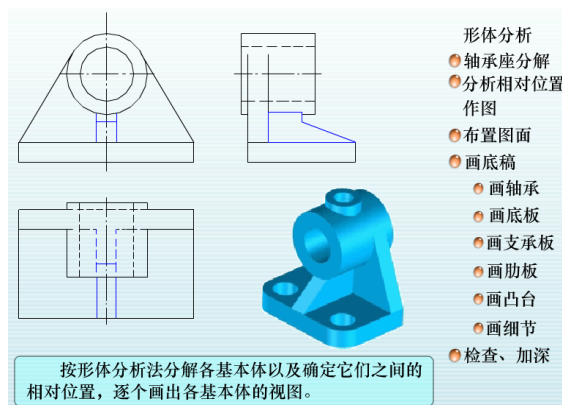 形体分析
轴承座分解
分析相对位置
作图
布置图面
画底稿
画轴承
画底板
画支承板
画肋板
画凸台
画细节
检查、加深
按形体分析法分解各基本体以及确定它们之间的
相对位置，逐个画出各基本体的视图。